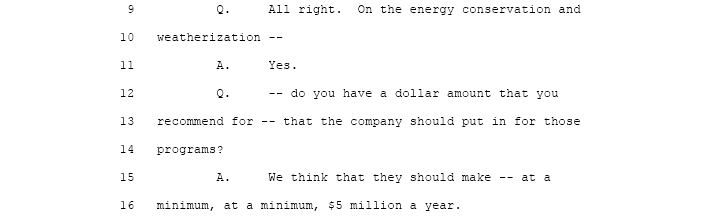 9 Q. All right. On the energy conservation and
10 weatherization --
11 A. Yes.
12 Q. -- do you have a dollar amount that you
13 recommend for -- that the company should put in for those
14 programs?
15 A. We think that they should make -- at a
16 minimum, at a minimum, $5 million a year.